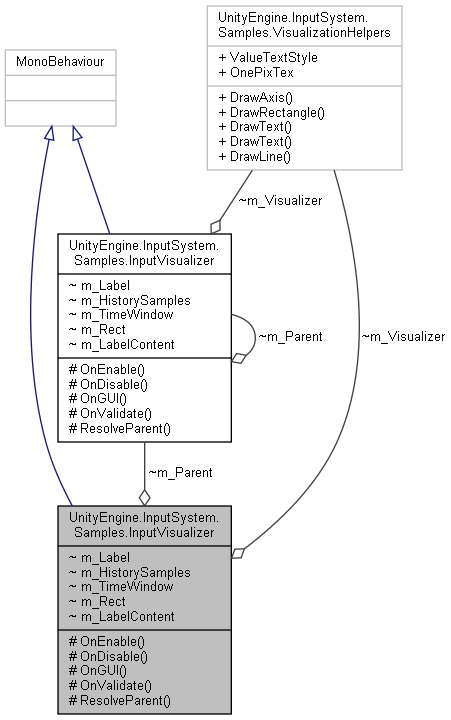 UnityEngine.InputSystem.
Samples.VisualizationHelpers
+ ValueTextStyle
+ OnePixTex
+ DrawAxis()
+ DrawRectangle()
+ DrawText()
+ DrawText()
+ DrawLine()
MonoBehaviour
~m_Visualizer
UnityEngine.InputSystem.
Samples.InputVisualizer
~ m_Label
~ m_HistorySamples
~ m_TimeWindow
~ m_Rect
~ m_LabelContent
# OnEnable()
# OnDisable()
# OnGUI()
# OnValidate()
# ResolveParent()
~m_Parent
~m_Visualizer
~m_Parent
UnityEngine.InputSystem.
Samples.InputVisualizer
~ m_Label
~ m_HistorySamples
~ m_TimeWindow
~ m_Rect
~ m_LabelContent
# OnEnable()
# OnDisable()
# OnGUI()
# OnValidate()
# ResolveParent()